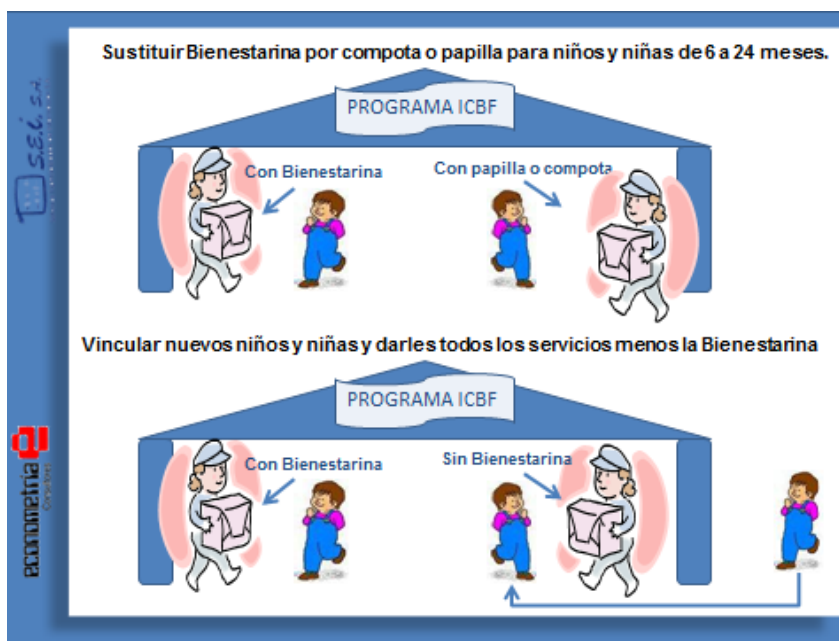 Sustituir Bienestarina por compota o papilla para niños y niñas de 6 a 24 meses.
PROGRAMA ICBF
Con Bienestarina
Con papilla o compota
Vincular nuevos niños y niñas y darles todos los servicios menos la Bienestarina
PROGRAMA ICBF
Con Bienestarina
Sin Bienestarina
S.E.I. S.A.
econometría